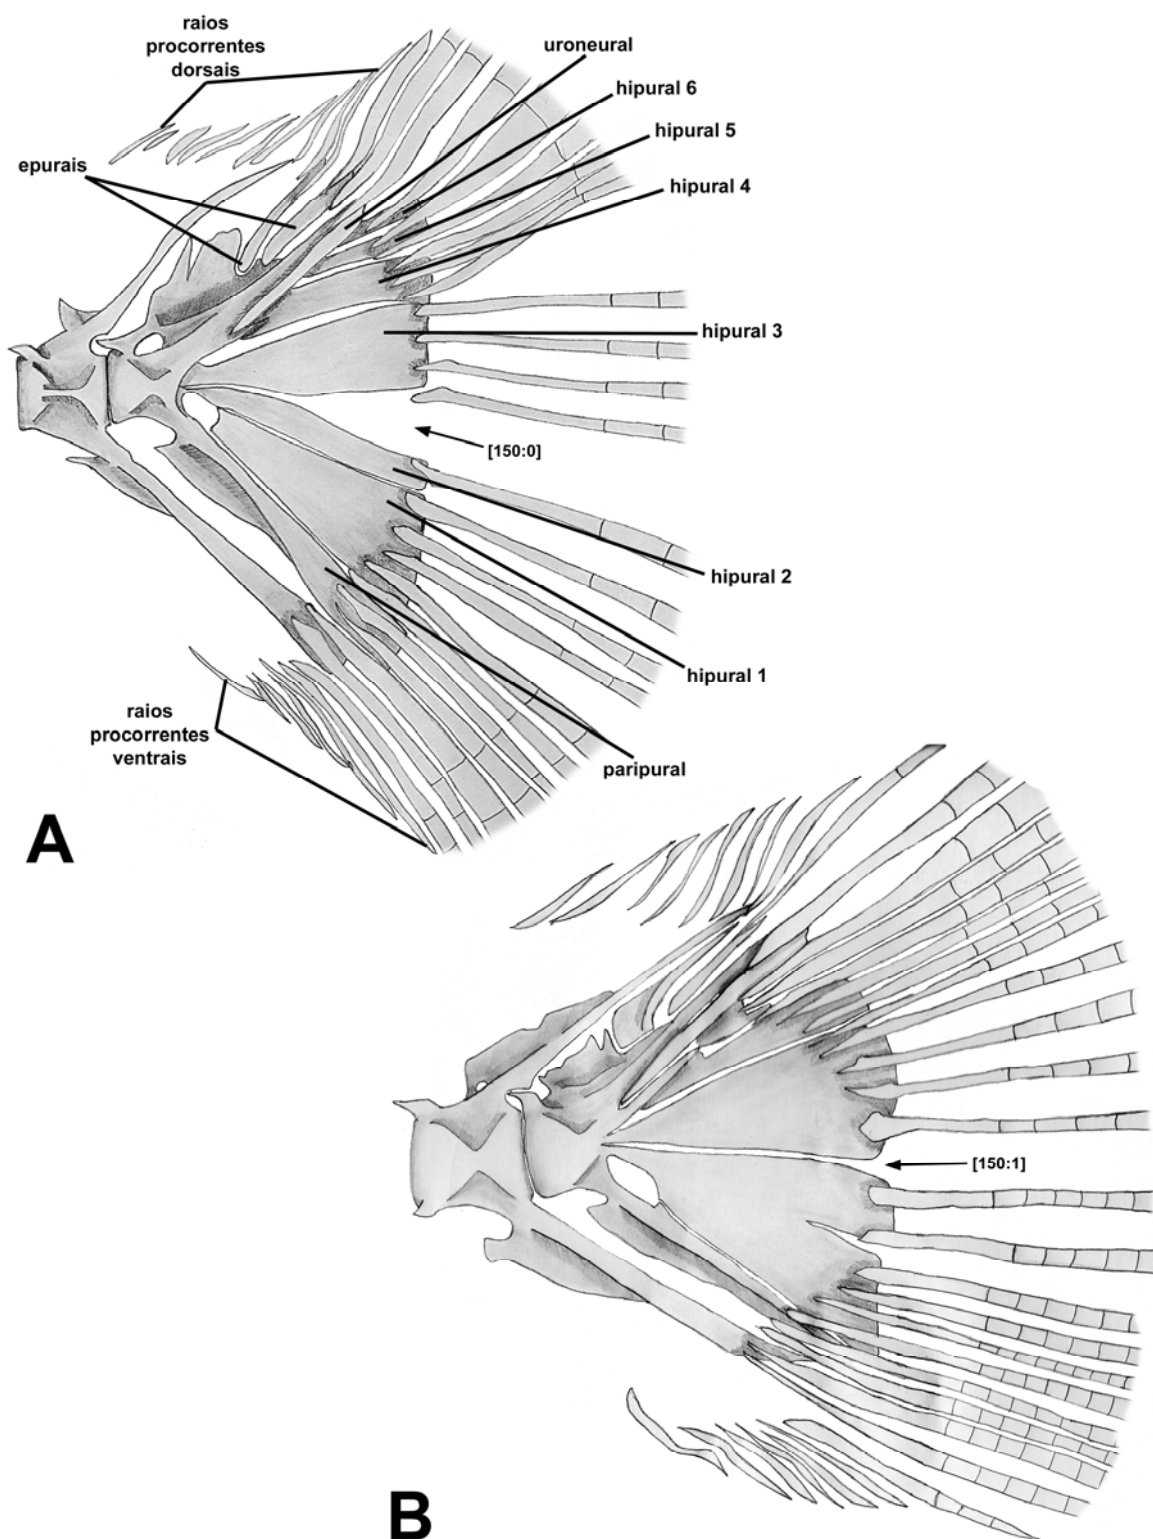 raios
procorrentes
dorsais
uroneural
hipural 6
hipural 5
epurais
hipural 4
hipural 3
[150:0]
hipural 2
hipural 1
raios
procorrentes
ventrais
paripural
A
[150:1]
B